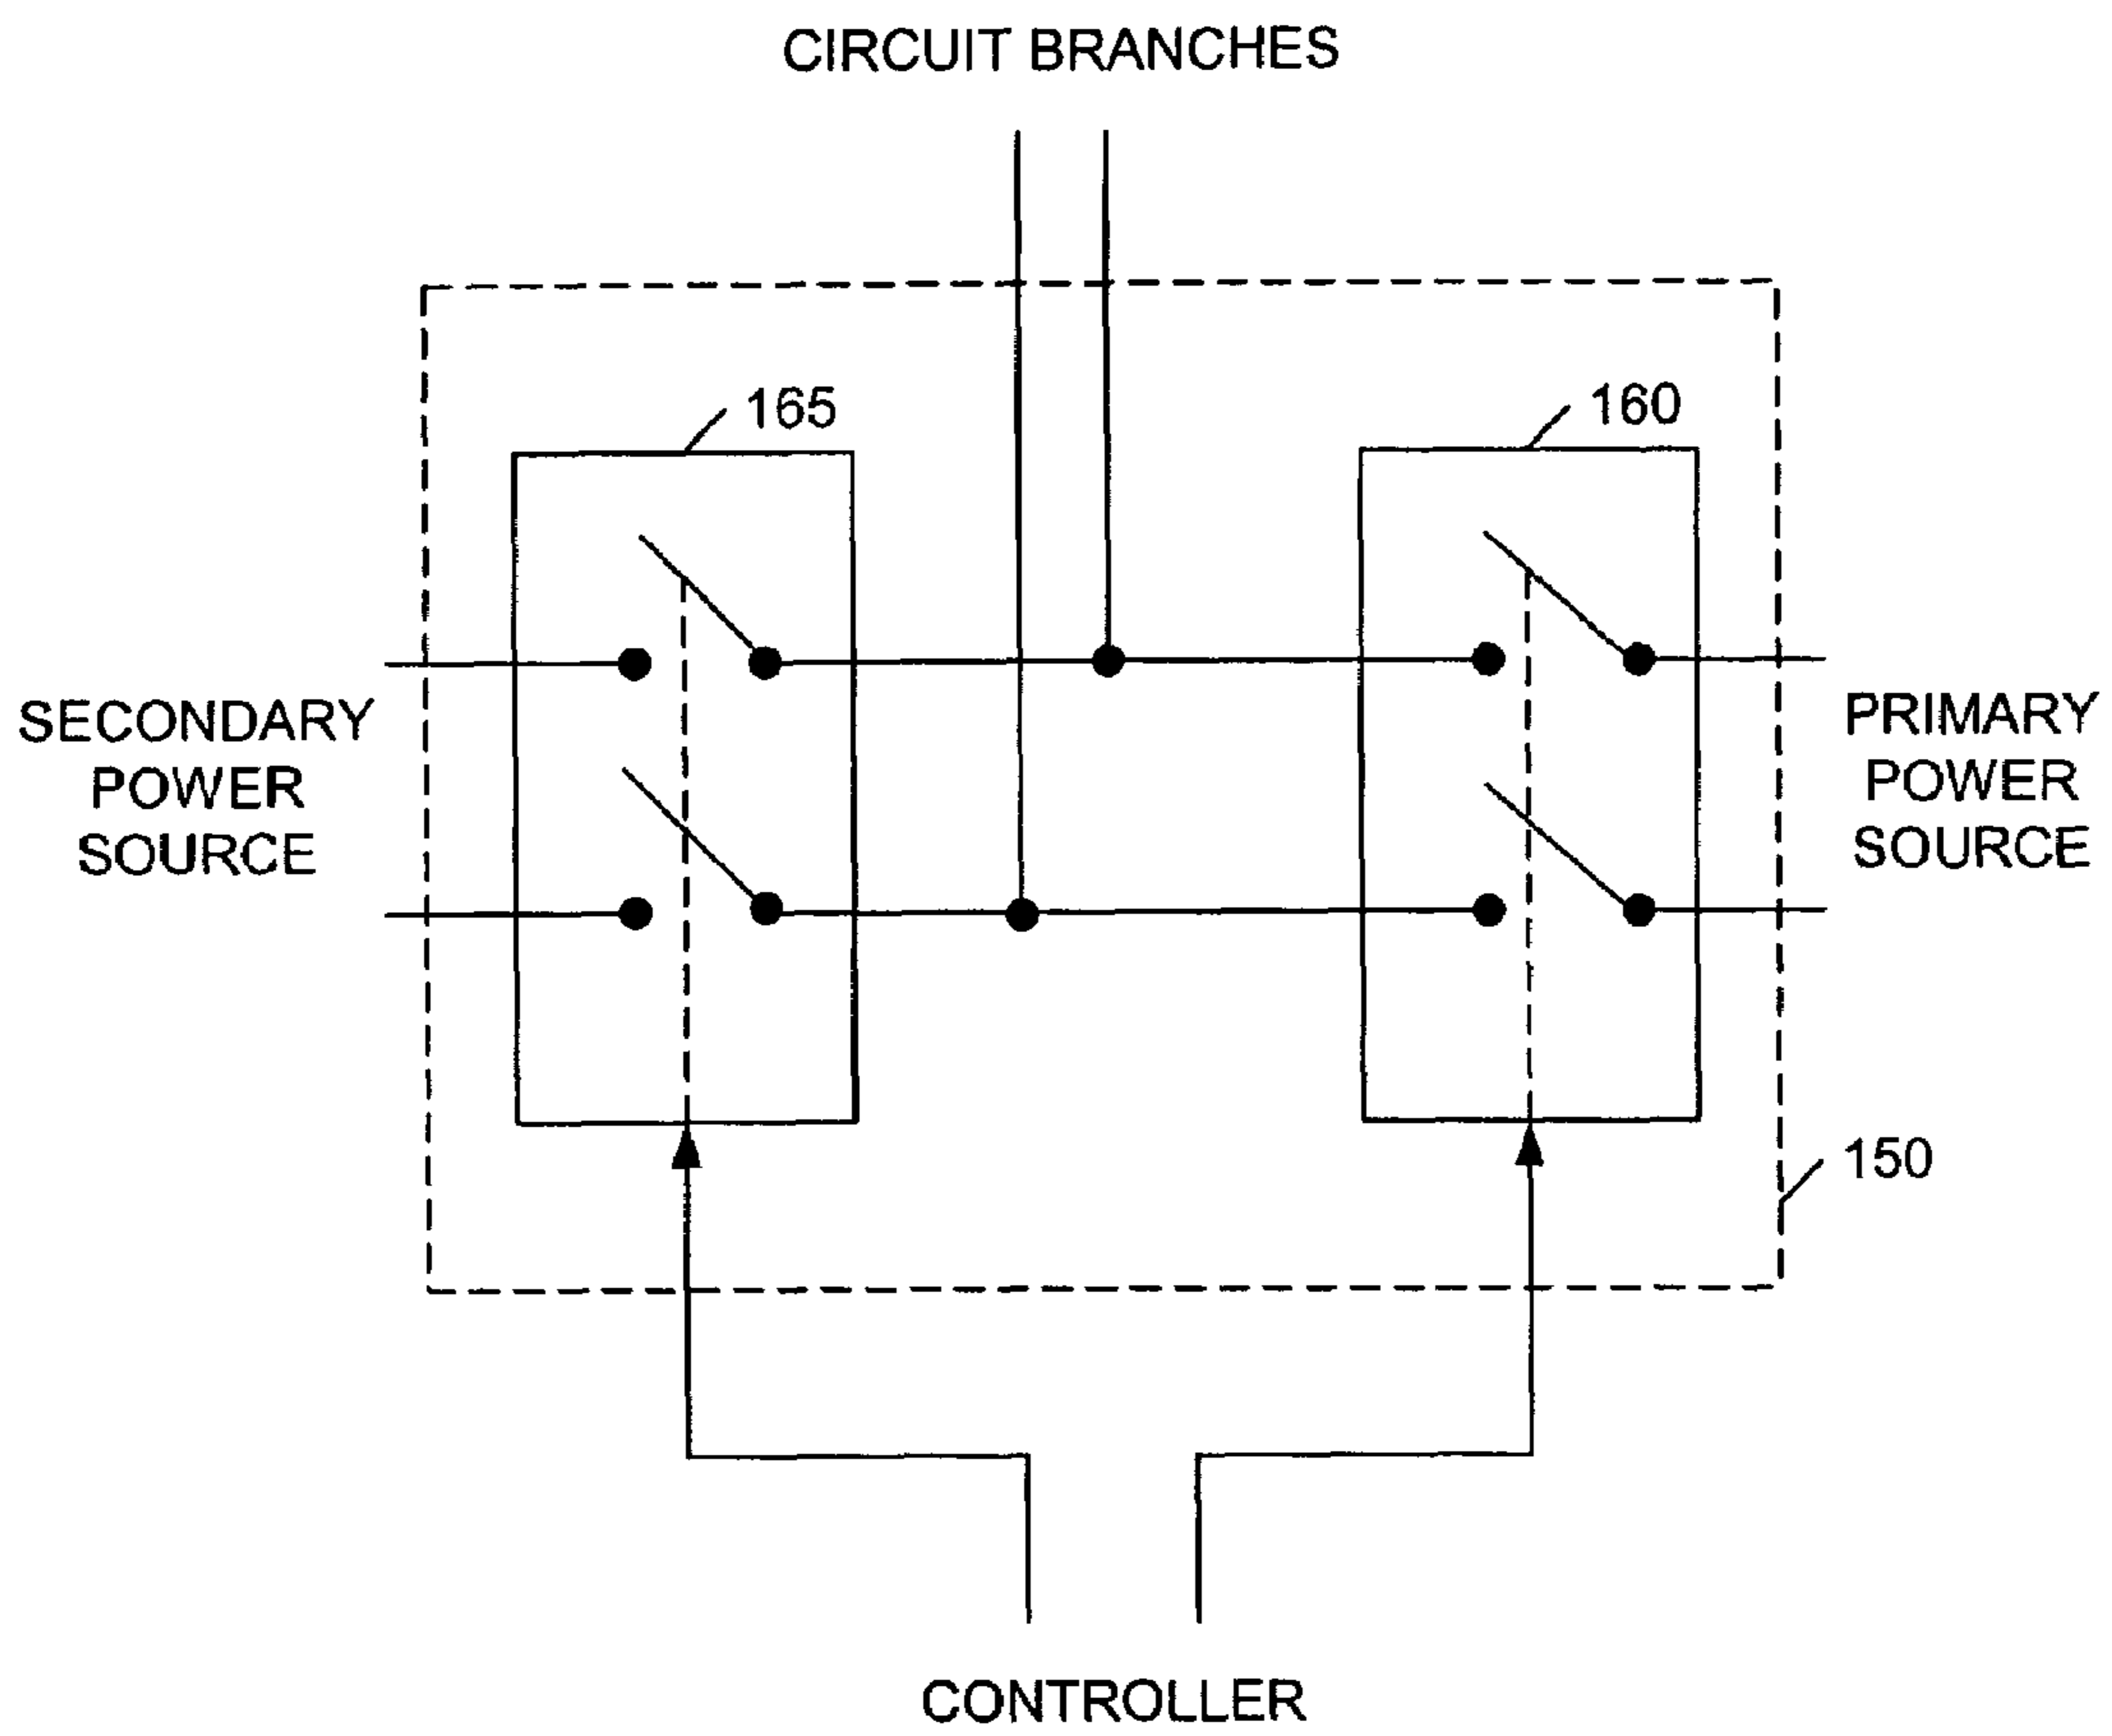 CIRCUIT BRANCHES
165
160
SECONDARY
POWER
SOURCE
PRIMARY
POWER
SOURCE
150
CONTROLLER